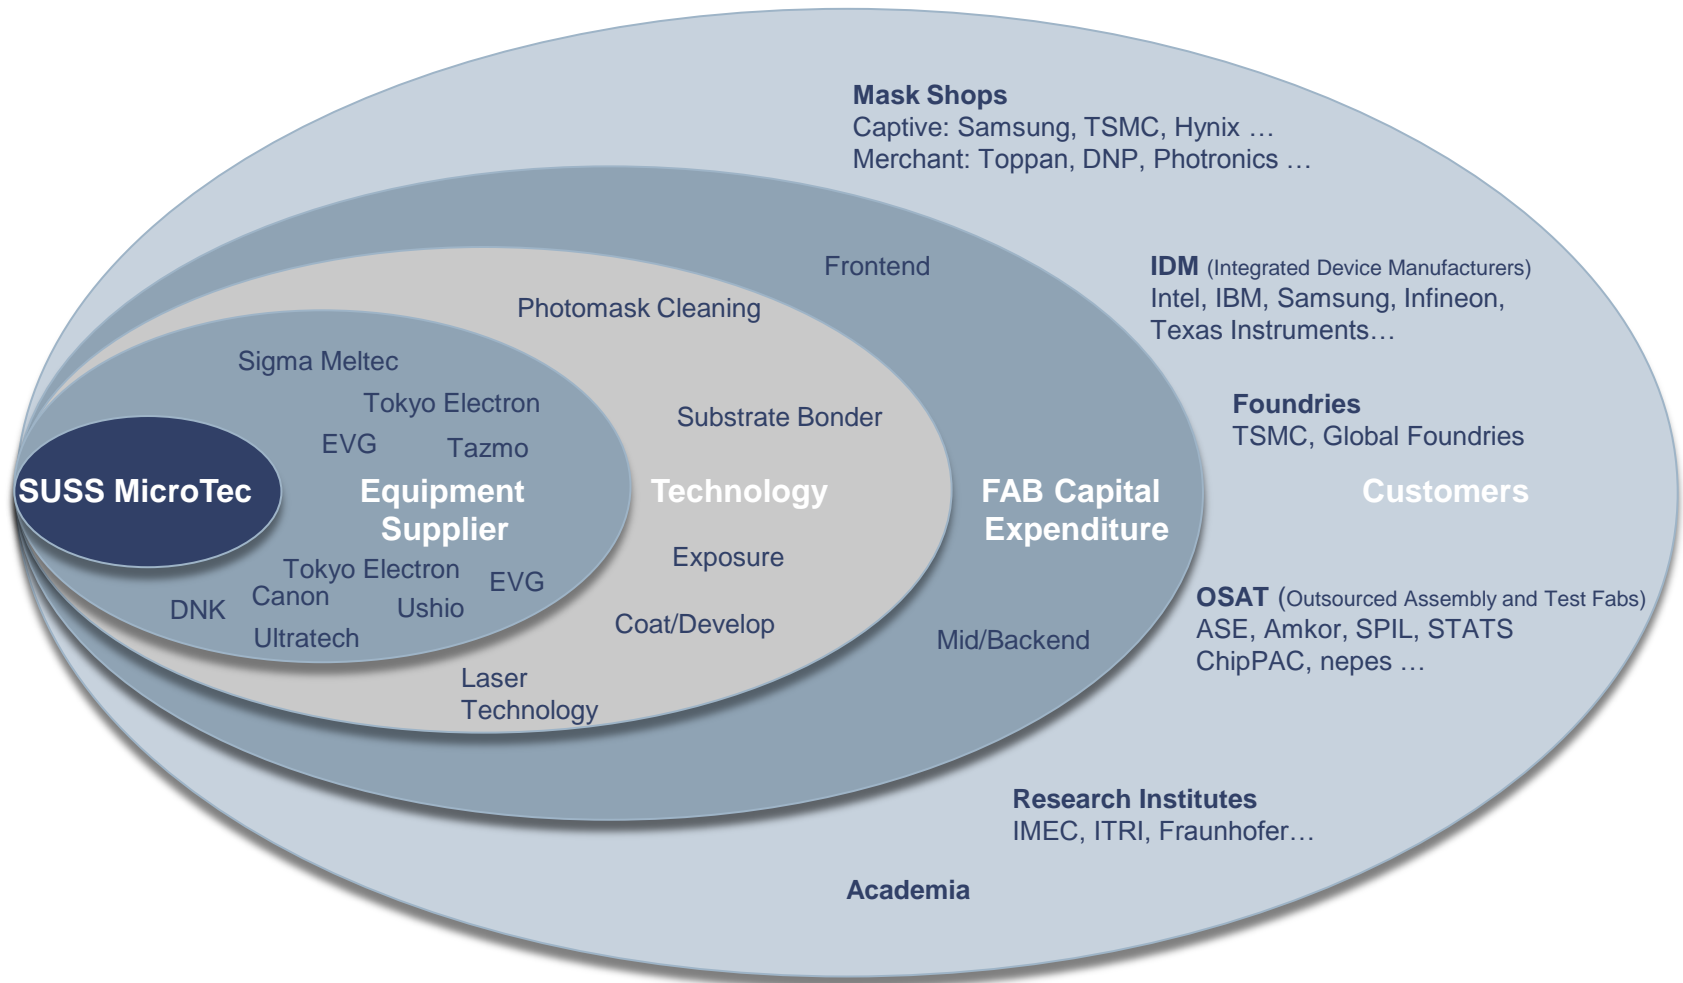 Mask Shops
Captive: Samsung, TSMC, Hynix …
Merchant: Toppan, DNP, Photronics …
Frontend
IDM (Integrated Device Manufacturers)
Intel, IBM, Samsung, Infineon,
Texas Instruments…
Photomask Cleaning
Sigma Meltec
Tokyo Electron
EVG
Tazmo
Substrate Bonder
Foundries
TSMC, Global Foundries
SUSS MicroTec
Equipment
Supplier
Technology
FAB Capital
Expenditure
Customers
Tokyo Electron
EVG
Canon
DNK
Ushio
Ultratech
Exposure
Coat/Develop
Laser
Technology
Mid/Backend
OSAT (Outsourced Assembly and Test Fabs)
ASE, Amkor, SPIL, STATS
ChipPAC, nepes …
Research Institutes
IMEC, ITRI, Fraunhofer…
Academia